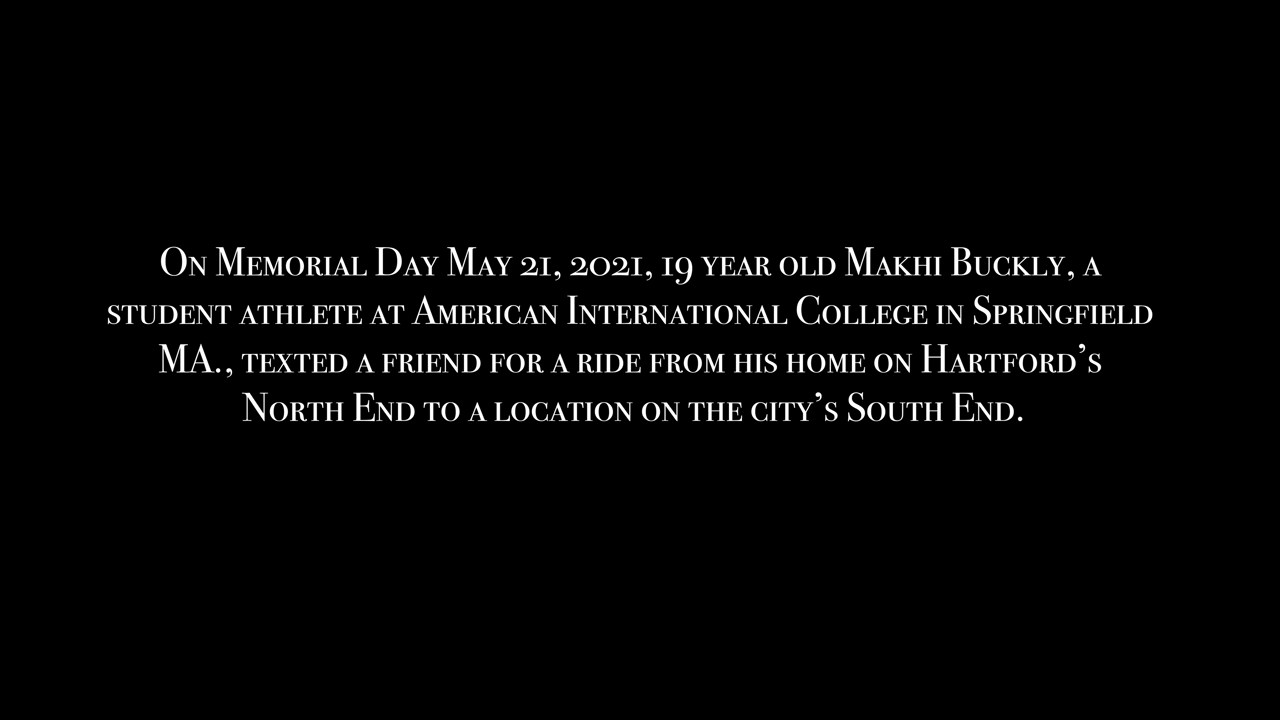 On Memorial Day May 21, 2021, 19 year old Makhi Buckly, a
student athlete at American International College in Springfield
MA., texted a friend for a ride from his home on Hartford's
North End to a location on the city's South End.